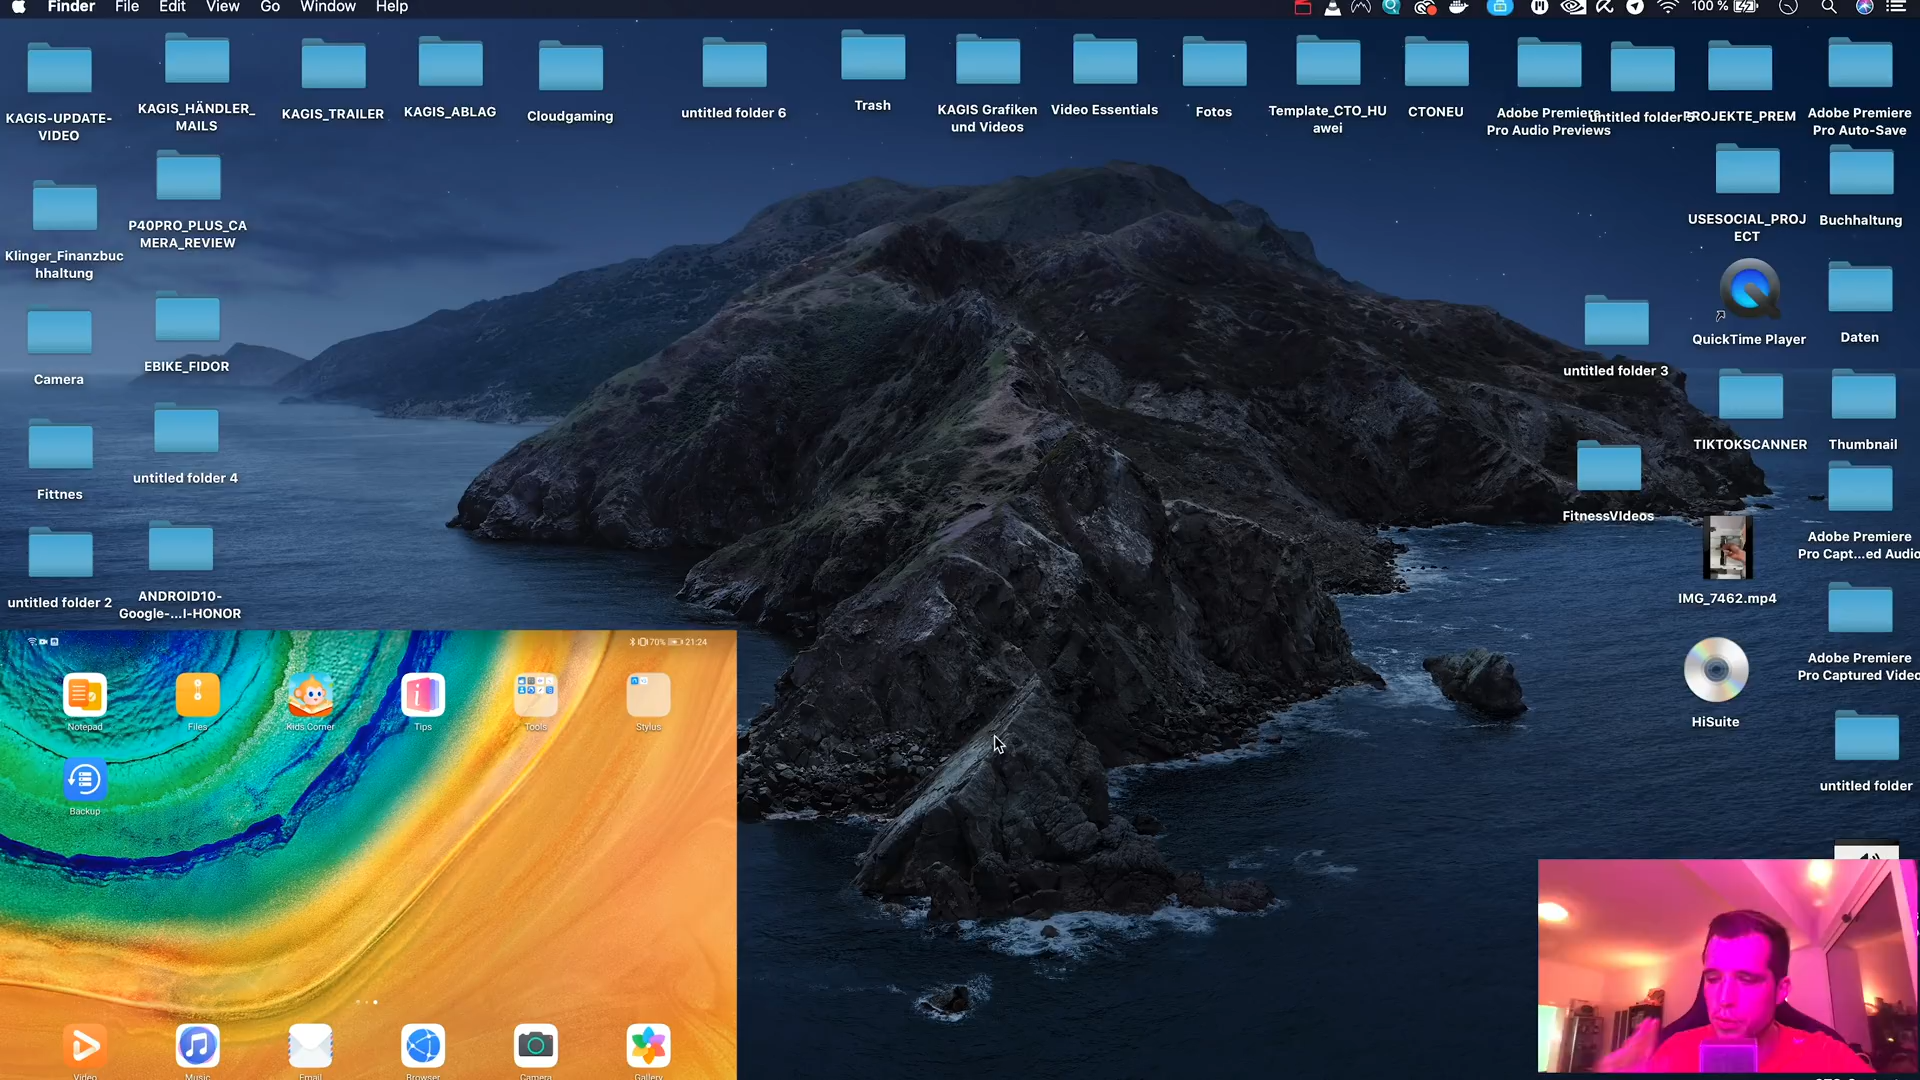 Finder File Edit View Go Window Help
100 %
KAGIS-UPDATE-
VIDEO
KAGIS_HÄNDLER_
MAILS
KAGIS_TRAILER
KAGIS_ABLAG
Cloudgaming
untitled folder 6
Trash
KAGIS Grafiken
und Videos
Video Essentials
Fotos
Template_CTO_HU
awei
CTONEU
Adobe Premiere
Pro Audio Previews
untitled folder 5
PROJEKTE_PREM
Adobe Premiere
Pro Auto-Save
Klinger_Finanzbuc
hhaltung
P40PRO_PLUS_CA
MERA_REVIEW
USESOCIAL_PROJ
ECT
Buchhaltung
Camera
EBIKE_FIDOR
untitled folder 3
QuickTime Player
Daten
Fittnes
untitled folder 4
TIKTOKSCANNER
Thumbnail
FitnessVIdeos
Adobe Premiere
Pro Capt...ed Audio
untitled folder 2
ANDROID10-
Google-...I-HONOR
IMG_7462.mp4
Adobe Premiere
Pro Captured Video
HiSuite
untitled folder
70% 21:24
Notepad
Files
Kids Corner
Tips
Tools
Stylus
Backup
Video
Music
Email
Browser
Camera
Gallery